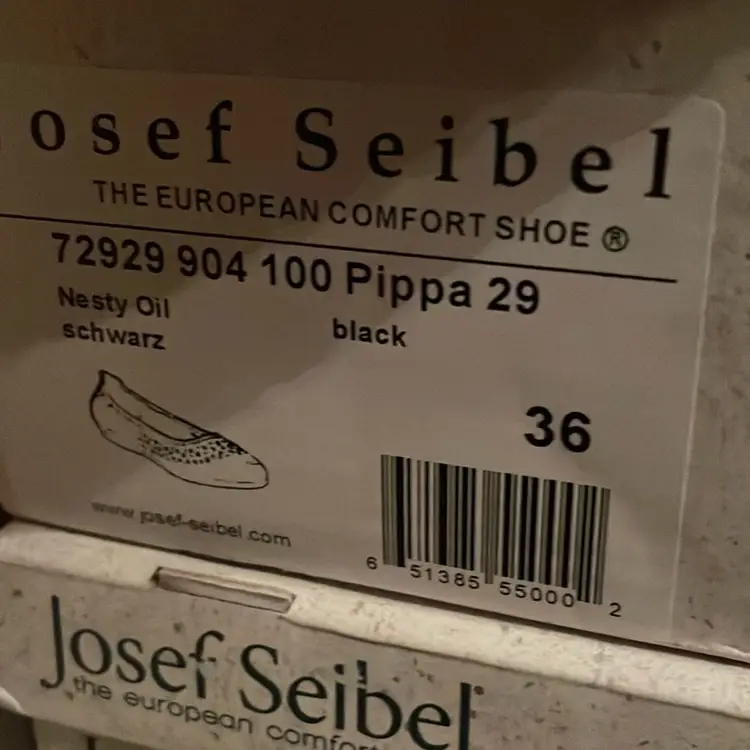 osef Seibel
THE EUROPEAN COMFORT SHOE ®
72929 904 100 Pippa 29
Nesty Oil
schwarz black
36
www.josef-seibel.com
6 51385 55000 2
Josef Seibel
the european comfort